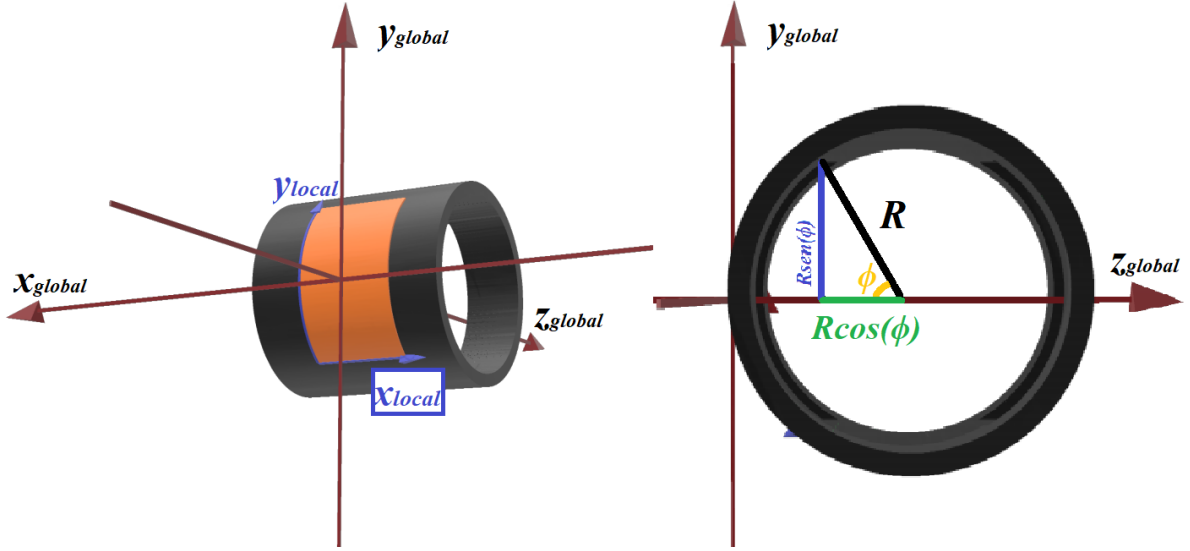 yglobal
ylocal
xglobal
zglobal
xlocal
yglobal
R
Rsen(ϕ)
ϕ
zglobal
Rcos(ϕ)